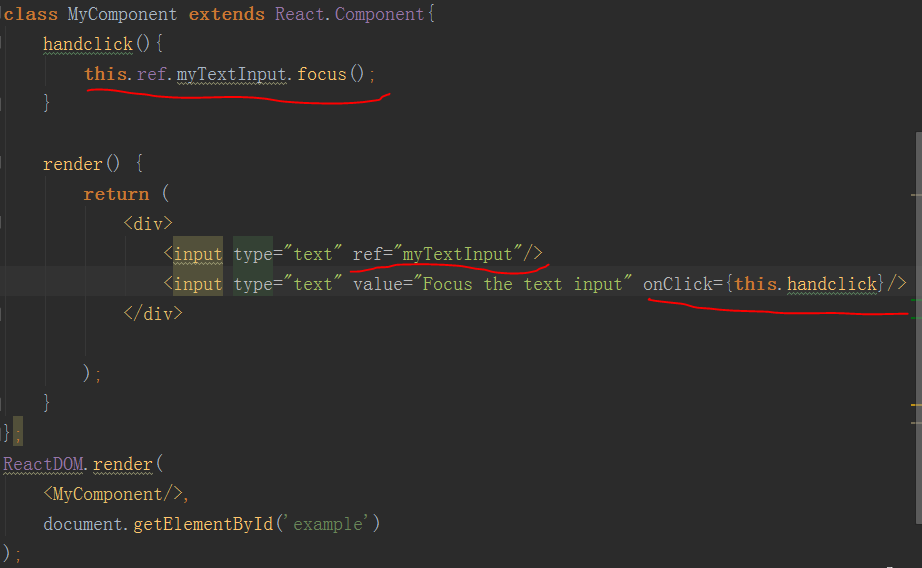 class MyComponent extends React.Component{
handclick(){
this.ref.myTextInput.focus();
}
render() {
return (
<div>
<input type="text" ref="myTextInput"/>
<input type="text" value="Focus the text input" onClick={this.handclick}/>
</div>
);
}
};
ReactDOM.render(
<MyComponent/>,
document.getElementById('example')
);